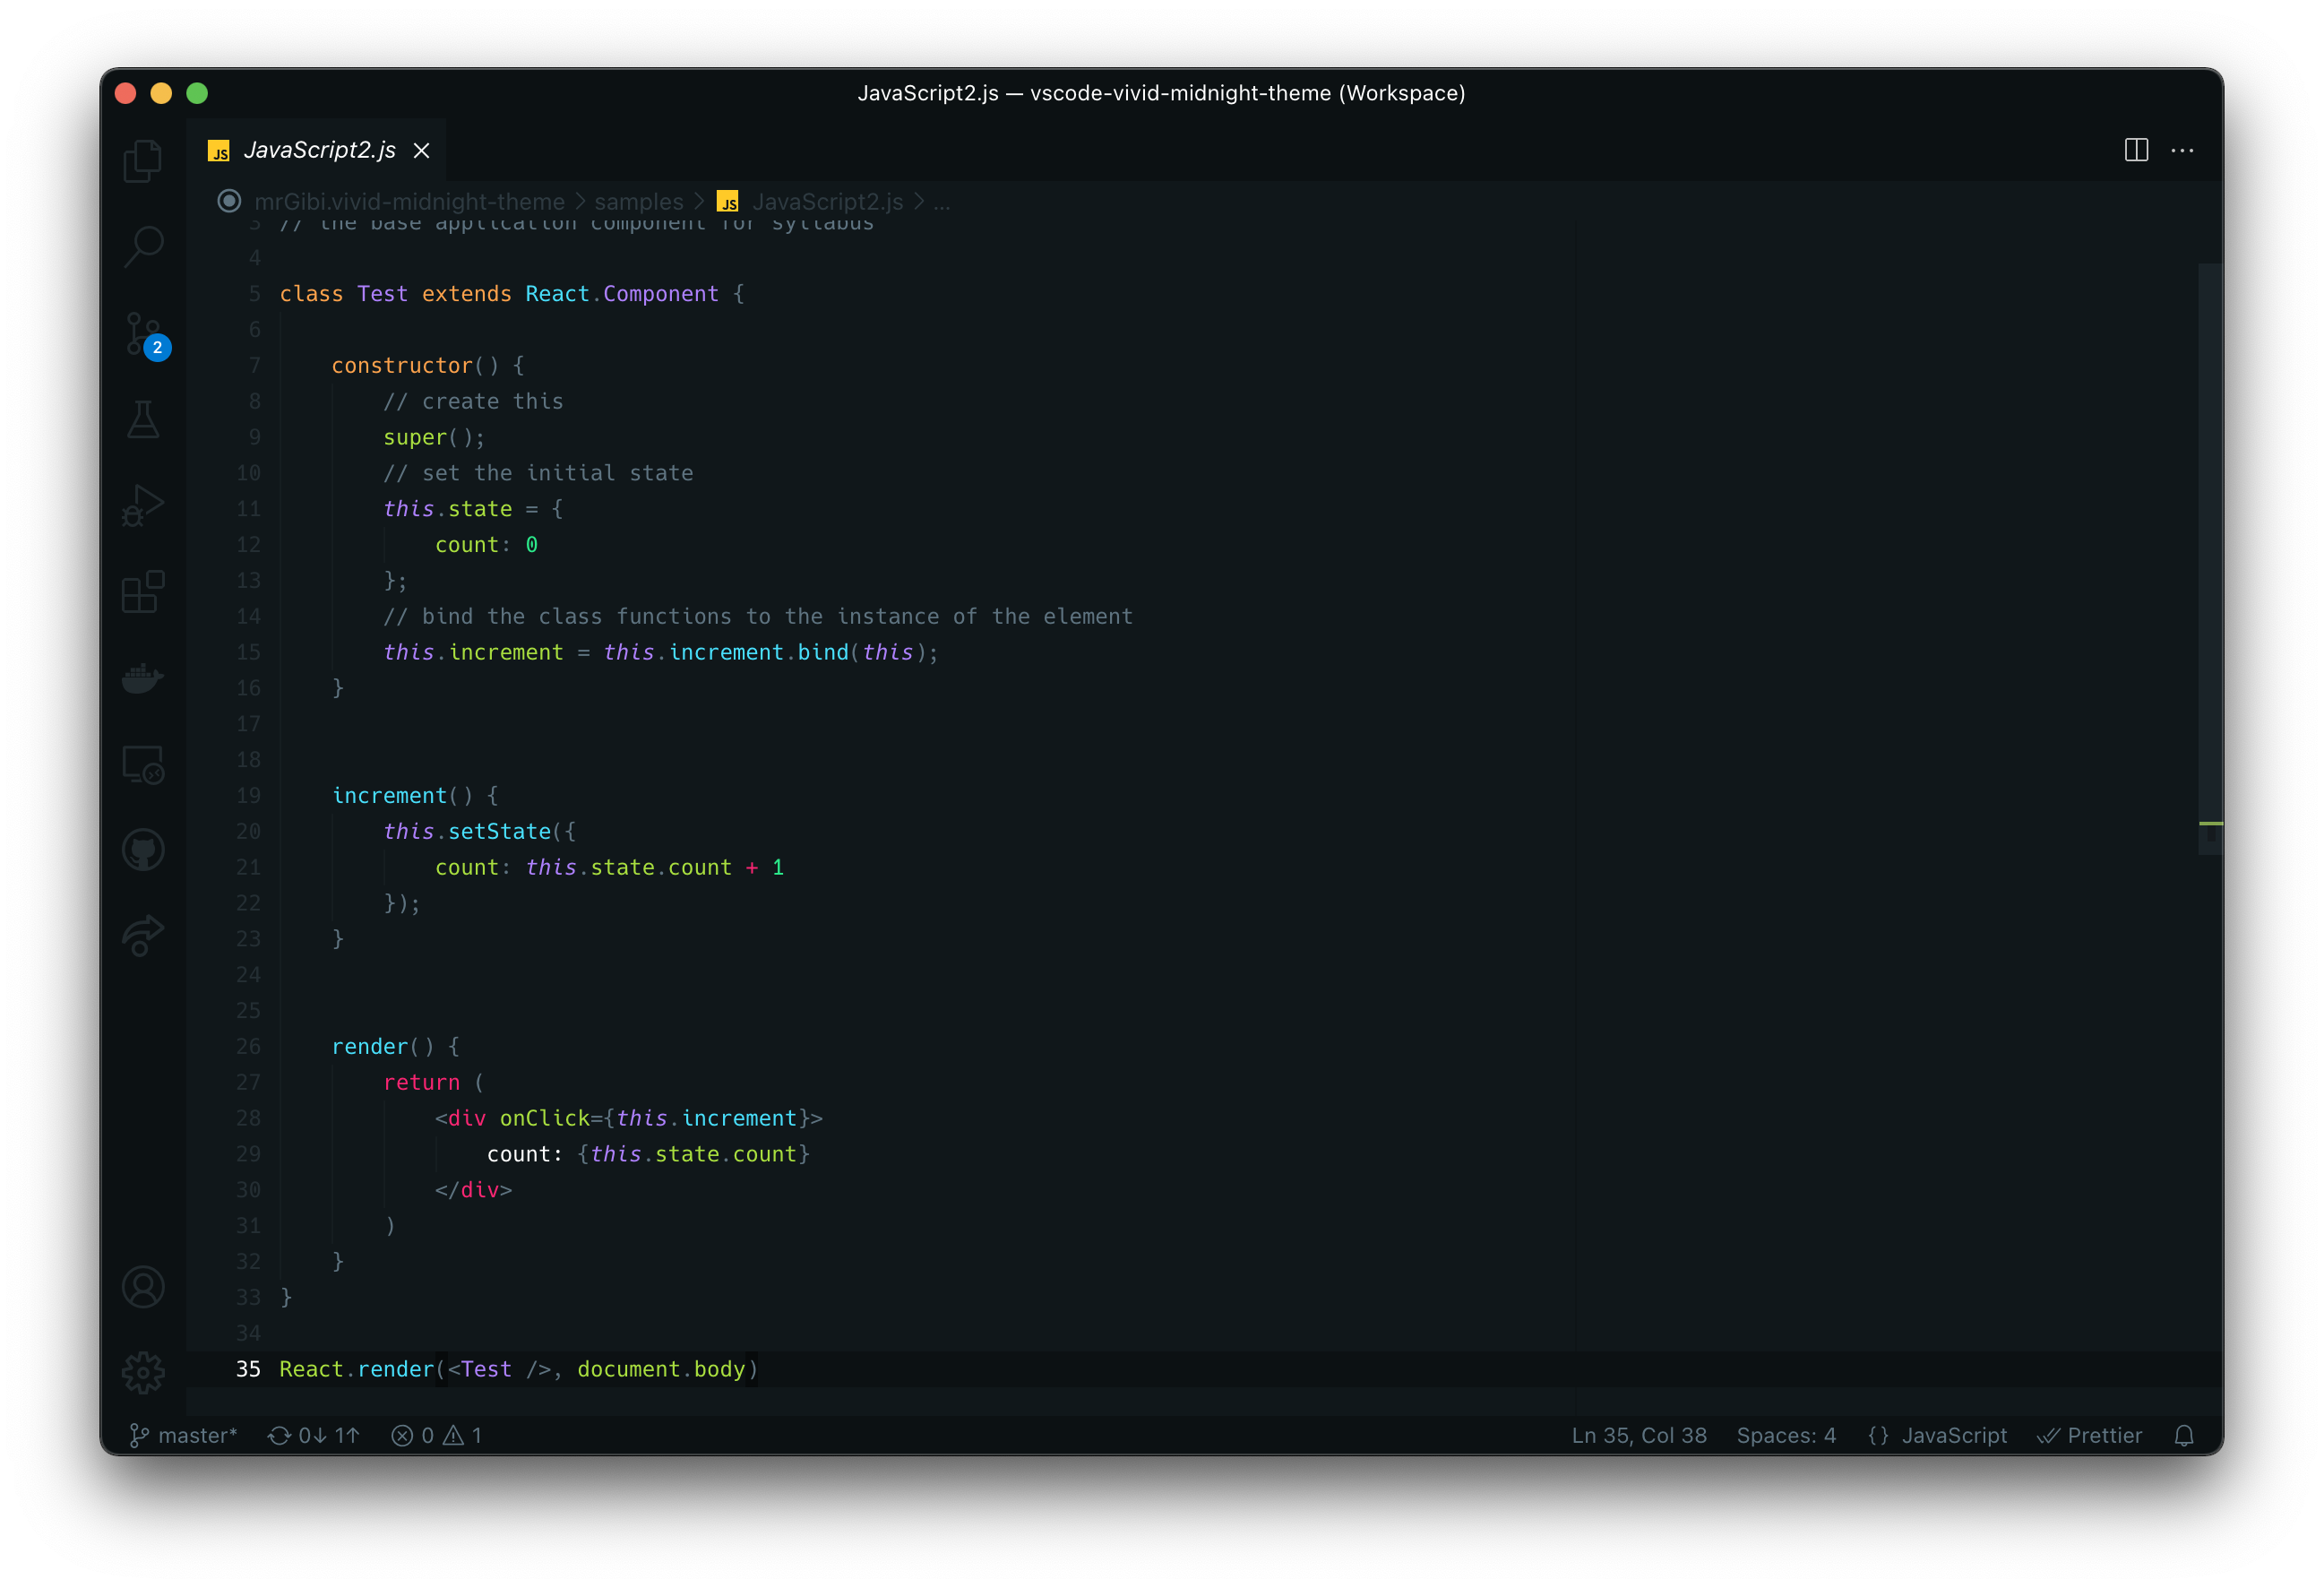 JavaScript2.js — vscode-vivid-midnight-theme (Workspace)
JS JavaScript2.js
mrGibi.vivid-midnight-theme > samples > JS JavaScript2.js > ...
3 // the base application component for syllabus
4
5 class Test extends React.Component {
6
7 constructor() {
8 // create this
9 super();
10 // set the initial state
11 this.state = {
12 count: 0
13 };
14 // bind the class functions to the instance of the element
15 this.increment = this.increment.bind(this);
16 }
17
18
19 increment() {
20 this.setState({
21 count: this.state.count + 1
22 });
23 }
24
25
26 render() {
27 return (
28 <div onClick={this.increment}>
29 count: {this.state.count}
30 </div>
31 )
32 }
33 }
34
35 React.render(<Test />, document.body)
2
master* 0↓ 1↑ 0 1 Ln 35, Col 38 Spaces: 4 {} JavaScript Prettier